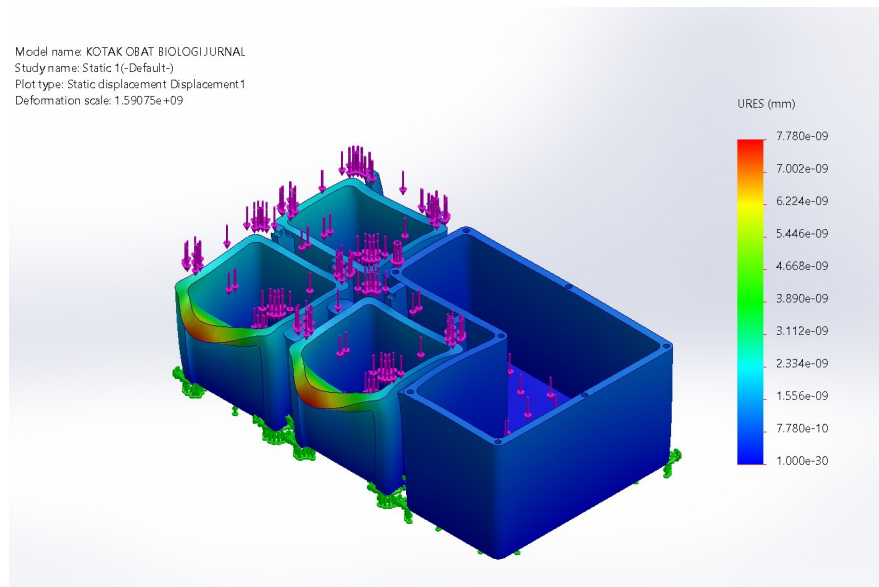 Model name: KOTAK OBAT BIOLOGI JURNAL
Study name: Static 1(-Default-)
Plot type: Static displacement Displacement1
Deformation scale: 1.59075e+09
URES (mm)
7.780e-09
7.002e-09
6.224e-09
5.446e-09
4.668e-09
3.890e-09
3.112e-09
2.334e-09
1.556e-09
7.780e-10
1.000e-30